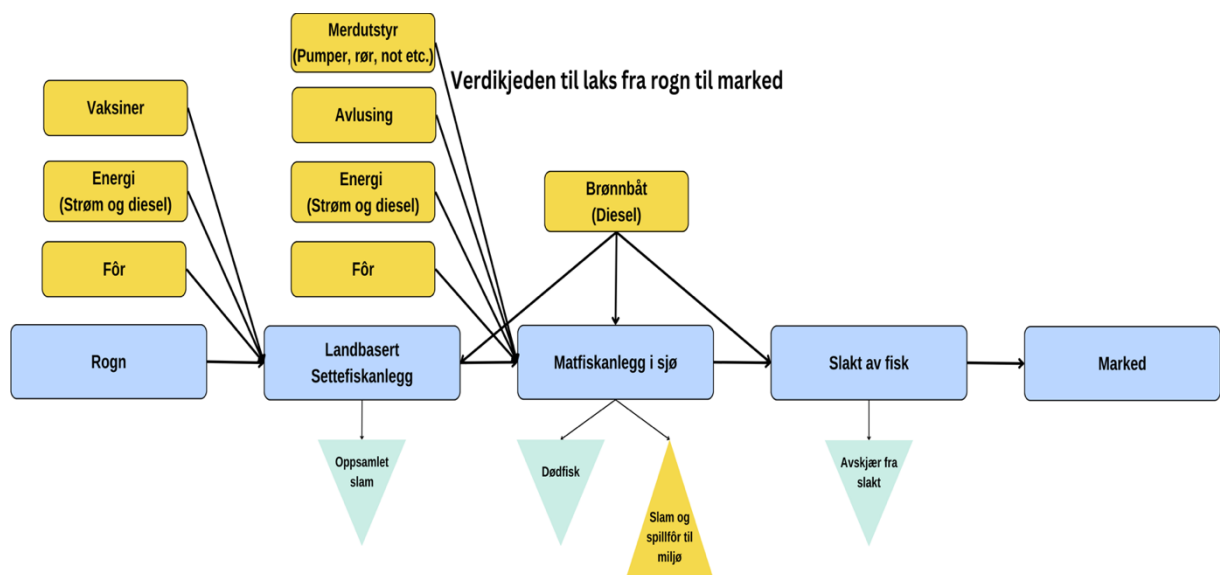 Merdutstyr
(Pumper, rør, not etc.)
Verdikjeden til laks fra rogn til marked
Vaksiner
Avlusing
Energi
(Strøm og diesel)
Energi
(Strøm og diesel)
Brønnbåt
(Diesel)
Fôr
Fôr
Rogn
Landbasert
Settefiskanlegg
Matfiskanlegg i sjø
Slakt av fisk
Marked
Oppsamlet
slam
Dødfisk
Slam og
spillfôr til
miljø
Avskjær fra
slakt